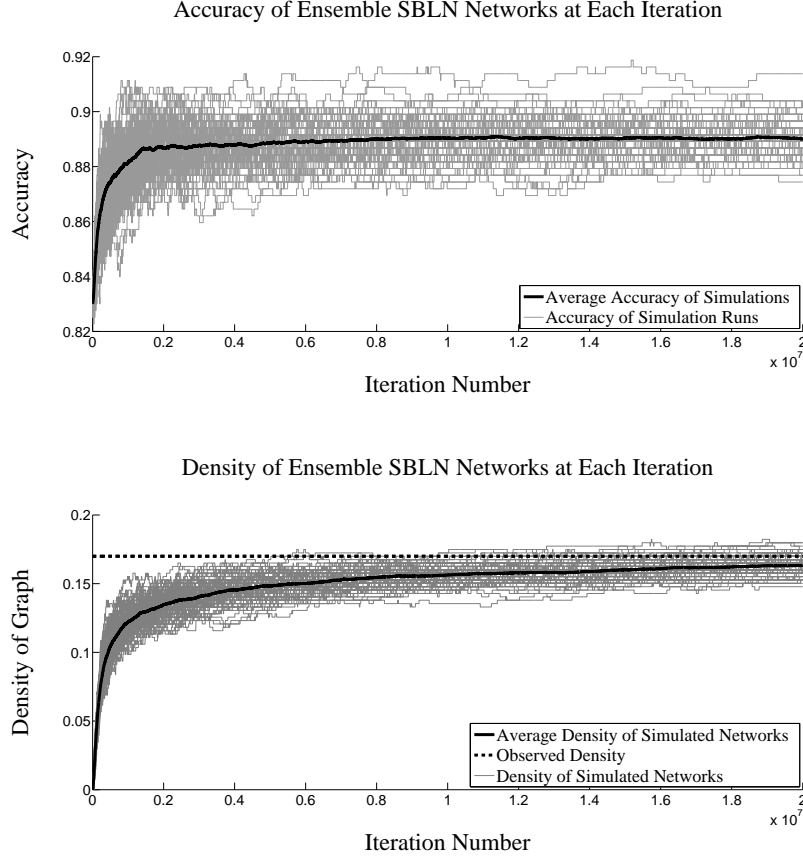 Accuracy of Ensemble SBLN Networks at Each Iteration
0.92
0.9
0.88
0.86
0.84
0.82
Accuracy
Average Accuracy of Simulations
Accuracy of Simulation Runs
0 0.2 0.4 0.6 0.8 1 1.2 1.4 1.6 1.8 2
x 10^7
Iteration Number
Density of Ensemble SBLN Networks at Each Iteration
0.2
0.15
0.1
0.05
0
Density of Graph
Average Density of Simulated Networks
Observed Density
Density of Simulated Networks
0 0.2 0.4 0.6 0.8 1 1.2 1.4 1.6 1.8 2
x 10^7
Iteration Number